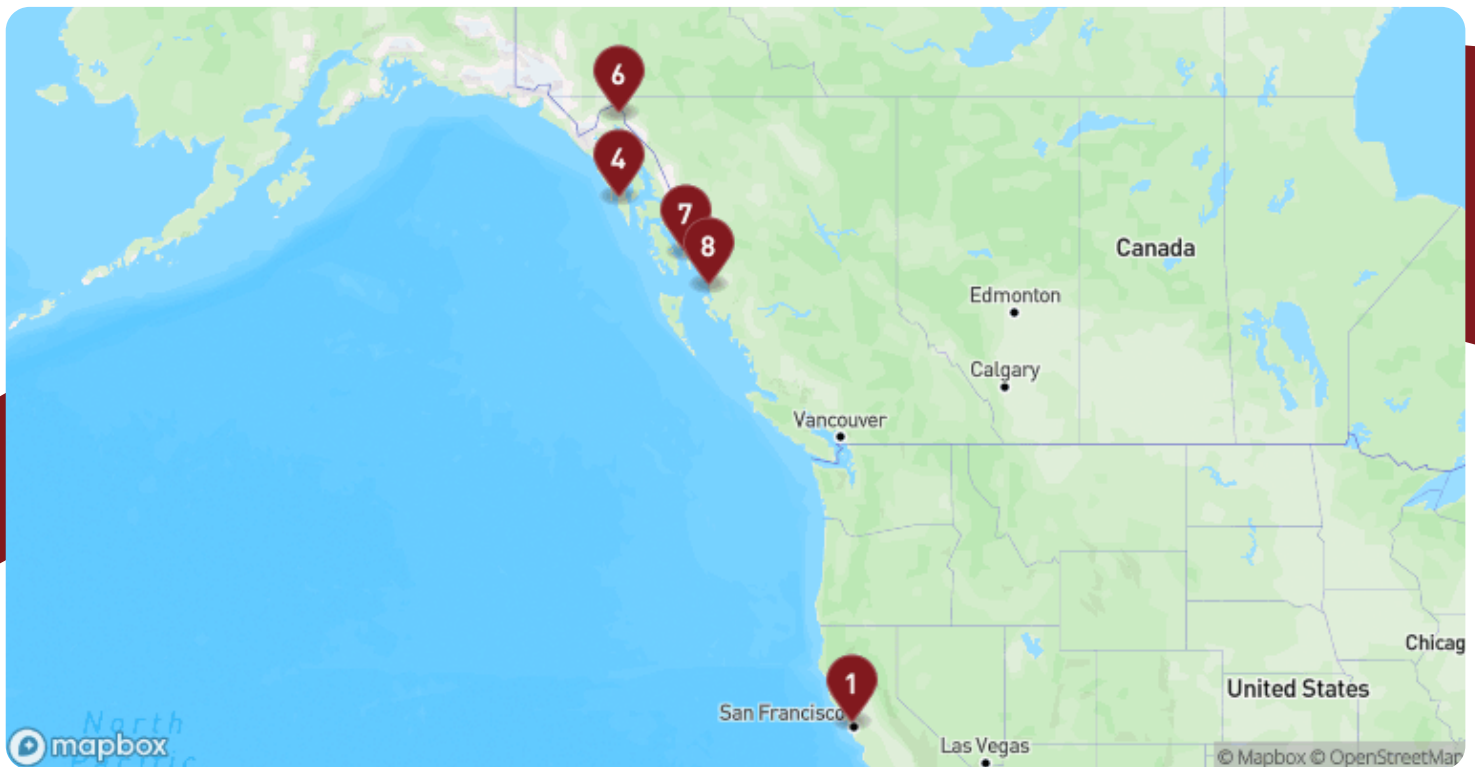 6
4
7
8
Canada
Edmonton
Calgary
Vancouver
Chicag
1
United States
San Francisco
Las Vegas
North
Pacific
mapbox
© Mapbox © OpenStreetMap